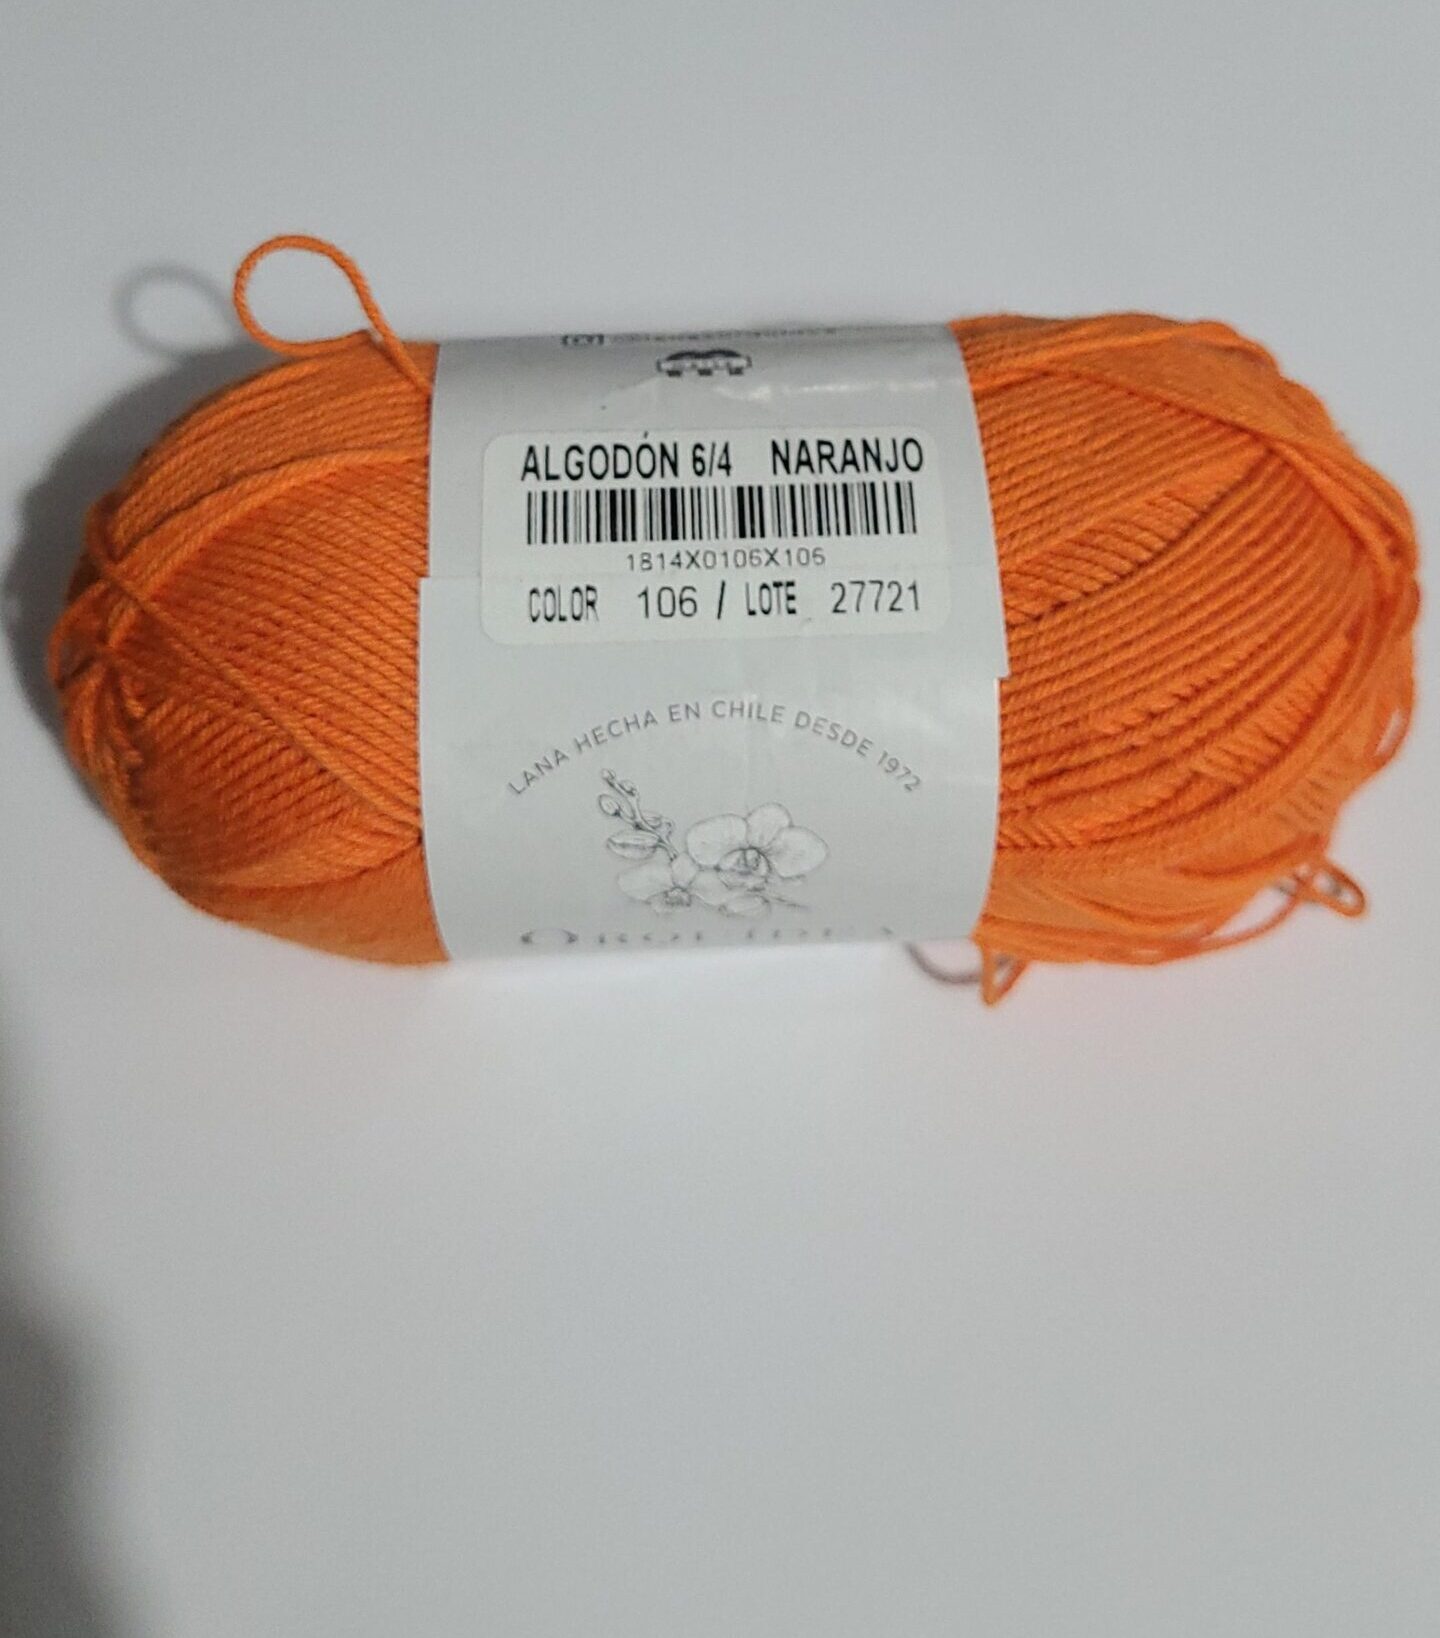 ALGODÓN 6/4 NARANJO
1814X0106X106
COLOR 106 / LOTE 27721
LANA HECHA EN CHILE DESDE 1972